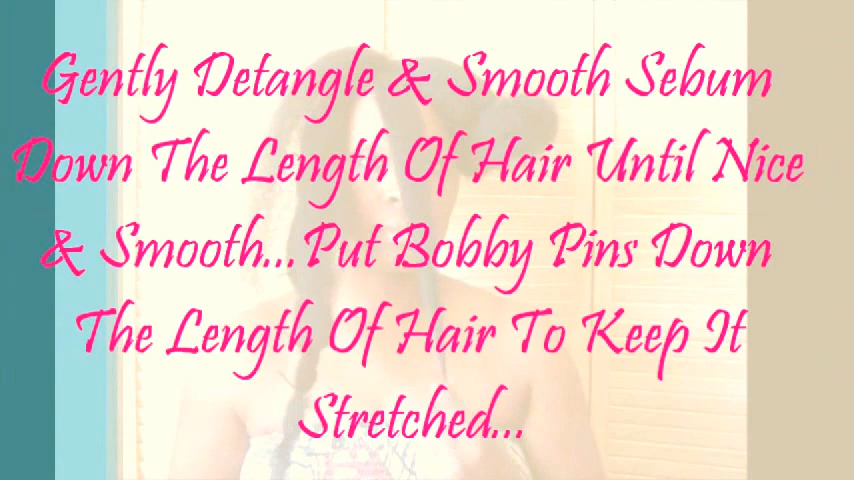 Gently Detangle & Smooth Sebum
Down The Length Of Hair Until Nice
& Smooth...Put Bobby Pins Down
The Length Of Hair To Keep It
Stretched...